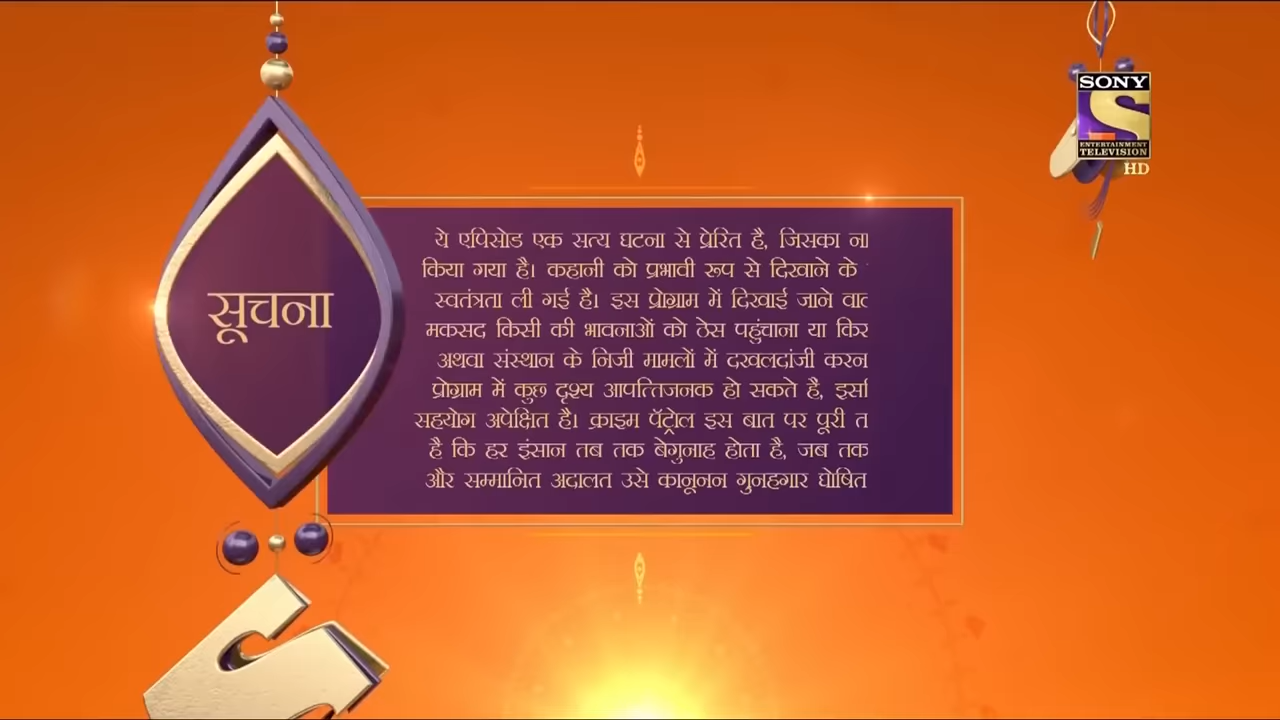 सूचना
ये एपिसोड एक सत्य घटना से प्रेरित है, जिसका
किया गया है। कहानी को प्रभावी रूप से दिखाने के
स्वतंत्रता ली गई है। इस प्रोग्राम में दिखाई जाने
मकसद किसी की भावनाओं को ठेस पहुंचाना या
अथवा संस्थान के निजी मामलों में दखलदांजी
प्रोग्राम में कुछ दृश्य आपत्तिजनक हो सकते है,
सहयोग अपेक्षित है। क्राइम पॅट्रोल इस बात पर पूरी
है कि हर इंसान तब तक बेगुनाह होता है, जब तक
और सम्मानित अदालत उसे कानूनन गुनहगार घोषित
SONY
ENTERTAINMENT
TELEVISION
HD